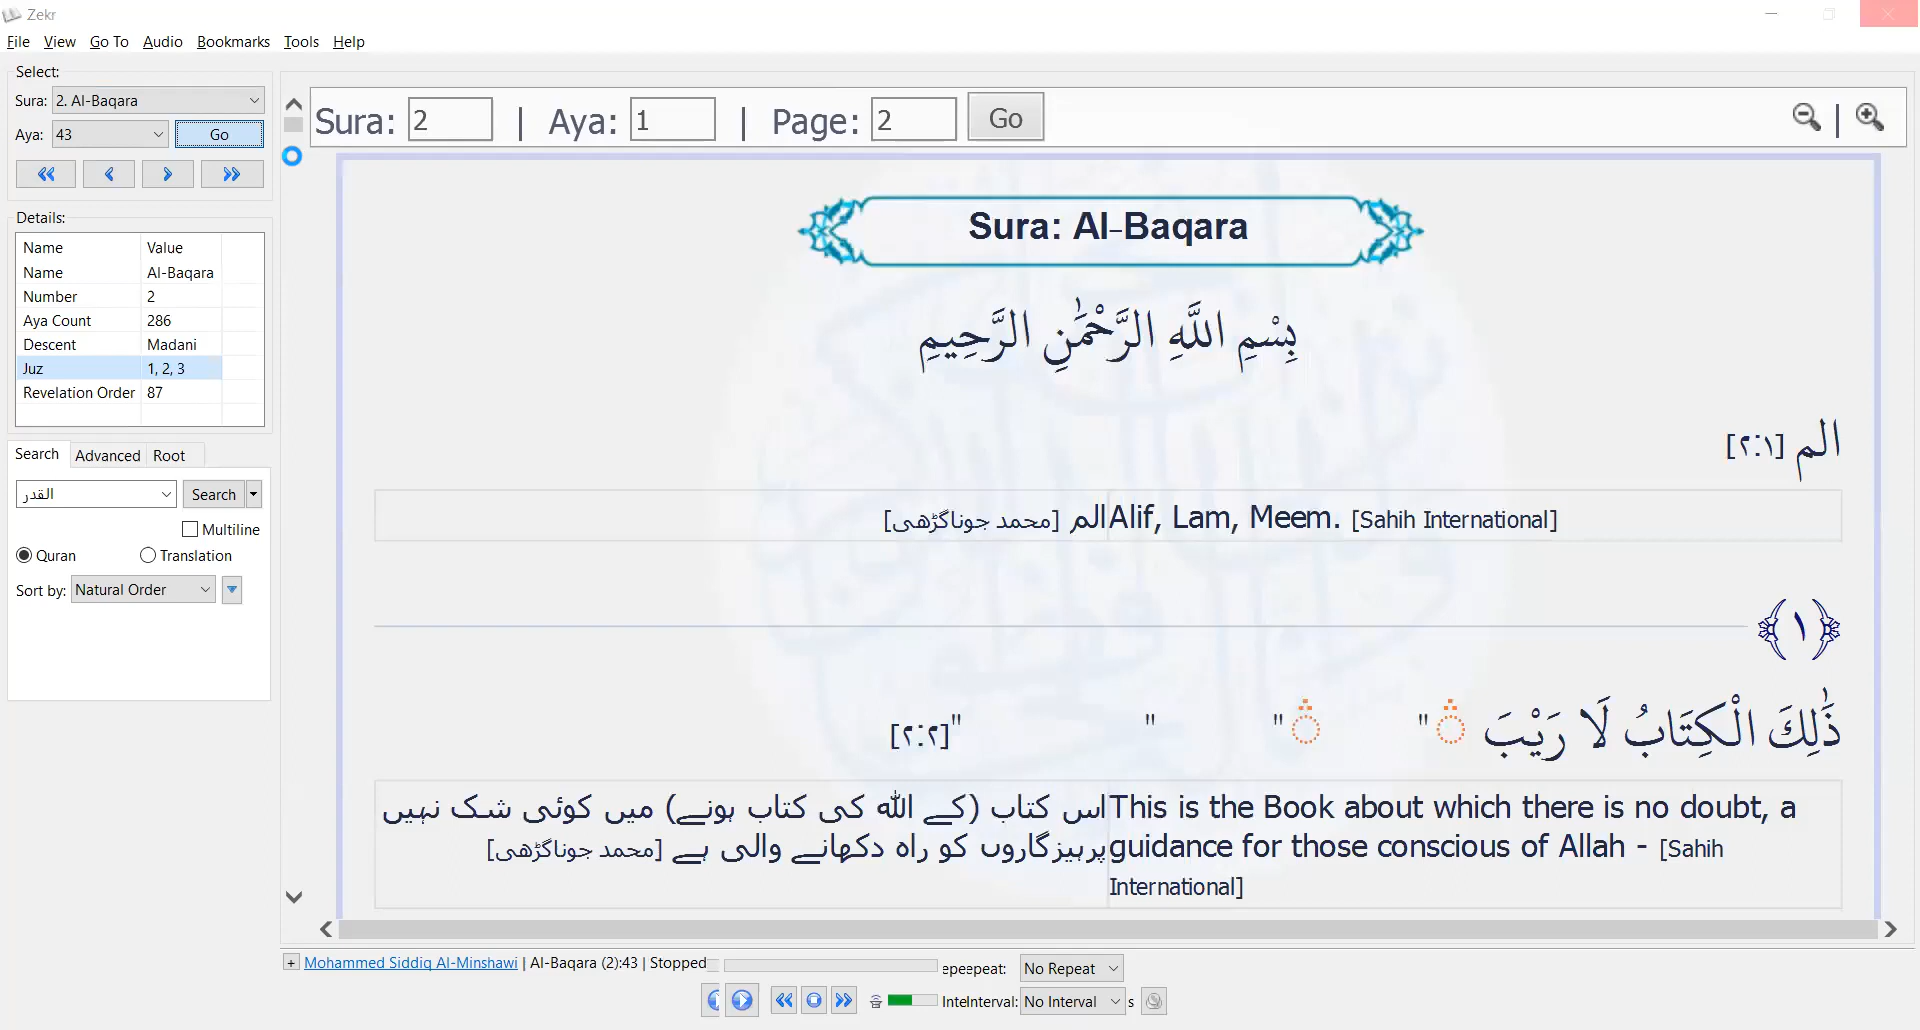 Zekr
File View Go To Audio Bookmarks Tools Help
Select:
Sura: 2. Al-Baqara
Aya: 43 Go
Details:
Name Value
Name Al-Baqara
Number 2
Aya Count 286
Descent Madani
Juz 1, 2, 3
Revelation Order 87
Search Advanced Root
القدر Search
Multiline
Quran Translation
Sort by: Natural Order
Sura: 2 | Aya: 1 | Page: 2 Go
Sura: Al-Baqara
بِسْمِ اللَّهِ الرَّحْمَٰنِ الرَّحِيمِ
الم [٢:١]
الم [محمد جوناگڑھی]
Alif, Lam, Meem. [Sahih International]
﴿١﴾
ذَٰلِكَ الْكِتَابُ لَا رَيْبَ ۛ " " ۛ " " [٢:٢]
اس کتاب (کے اللہ کی کتاب ہونے) میں کوئی شک نہیں
پرہیزگاروں کو راه دکھانے والی ہے [محمد جوناگڑھی]
This is the Book about which there is no doubt, a
guidance for those conscious of Allah - [Sahih
International]
+ Mohammed Siddiq Al-Minshawi | Al-Baqara (2):43 | Stopped
epeepeat: No Repeat
InteInterval: No Interval s